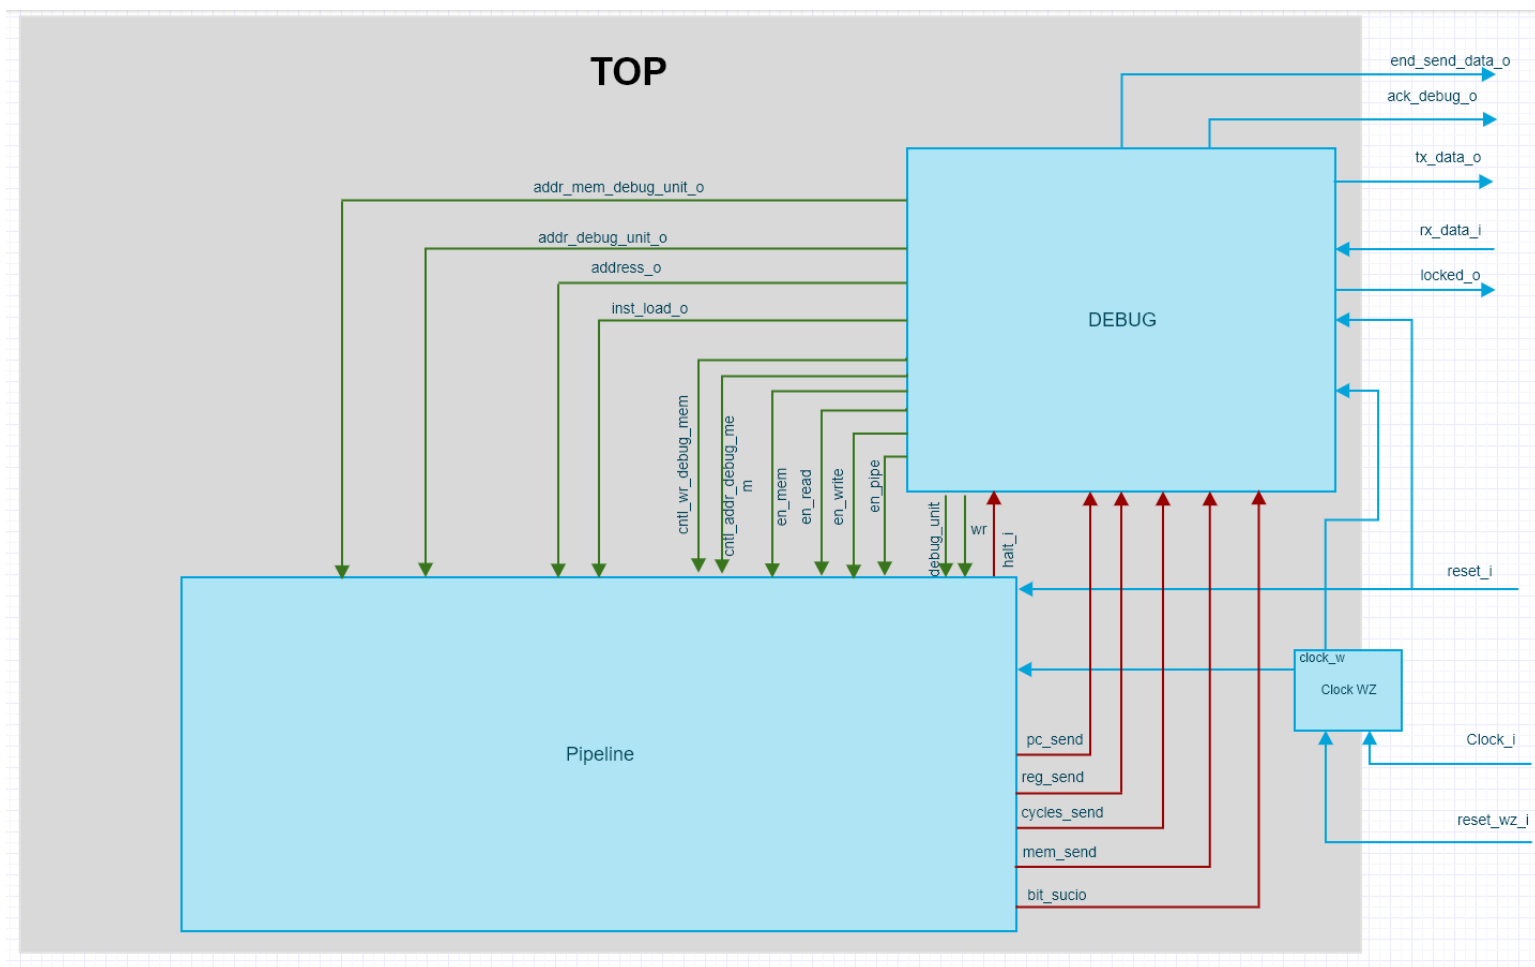 TOP
end_send_data_o
ack_debug_o
tx_data_o
addr_mem_debug_unit_o
rx_data_i
addr_debug_unit_o
address_o
locked_o
inst_load_o
DEBUG
cntl_wr_debug_mem
cntl_addr_debug_me
m
en_mem
en_read
en_write
en_pipe
debug_unit
wr
halt_i
reset_i
clock_w
Clock WZ
pc_send
Clock_i
Pipeline
reg_send
cycles_send
reset_wz_i
mem_send
bit_sucio